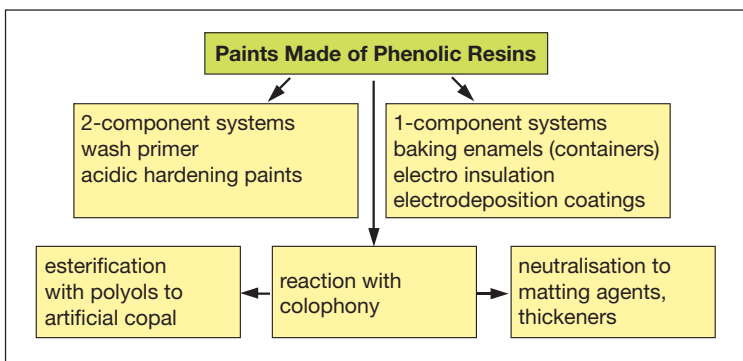 Paints Made of Phenolic Resins
2-component systems
wash primer
acidic hardening paints
1-component systems
baking enamels (containers)
electro insulation
electrodeposition coatings
esterification
with polyols to
artificial copal
reaction with
colophony
neutralisation to
matting agents,
thickeners